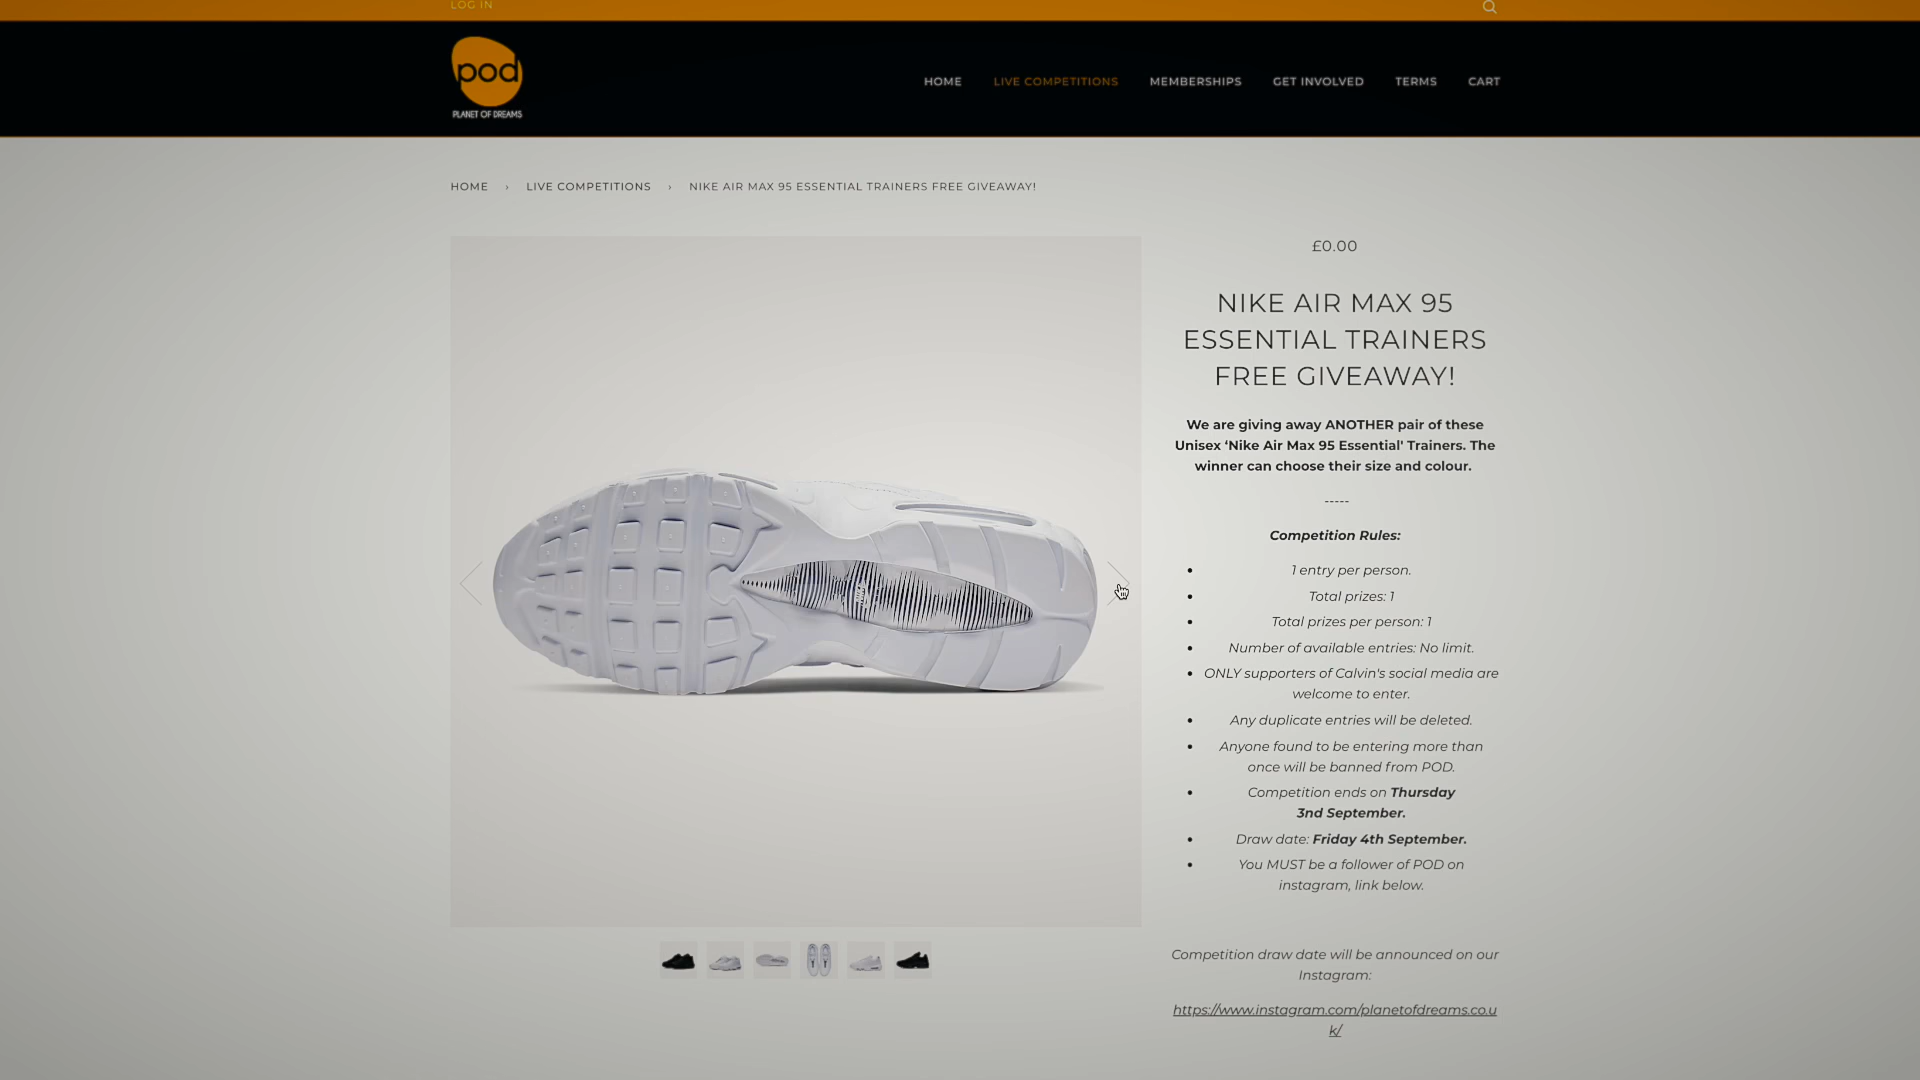 LOG IN
pod
PLANET OF DREAMS
HOME
LIVE COMPETITIONS
MEMBERSHIPS
GET INVOLVED
TERMS
CART
HOME › LIVE COMPETITIONS › NIKE AIR MAX 95 ESSENTIAL TRAINERS FREE GIVEAWAY!
£0.00
NIKE AIR MAX 95
ESSENTIAL TRAINERS
FREE GIVEAWAY!
We are giving away ANOTHER pair of these
Unisex ‘Nike Air Max 95 Essential' Trainers. The
winner can choose their size and colour.
-----
Competition Rules:
• 1 entry per person.
• Total prizes: 1
• Total prizes per person: 1
• Number of available entries: No limit.
• ONLY supporters of Calvin's social media are
welcome to enter.
• Any duplicate entries will be deleted.
• Anyone found to be entering more than
once will be banned from POD.
• Competition ends on Thursday
3nd September.
• Draw date: Friday 4th September.
• You MUST be a follower of POD on
instagram, link below.
Competition draw date will be announced on our
Instagram:
https://www.instagram.com/planetofdreams.co.u
k/